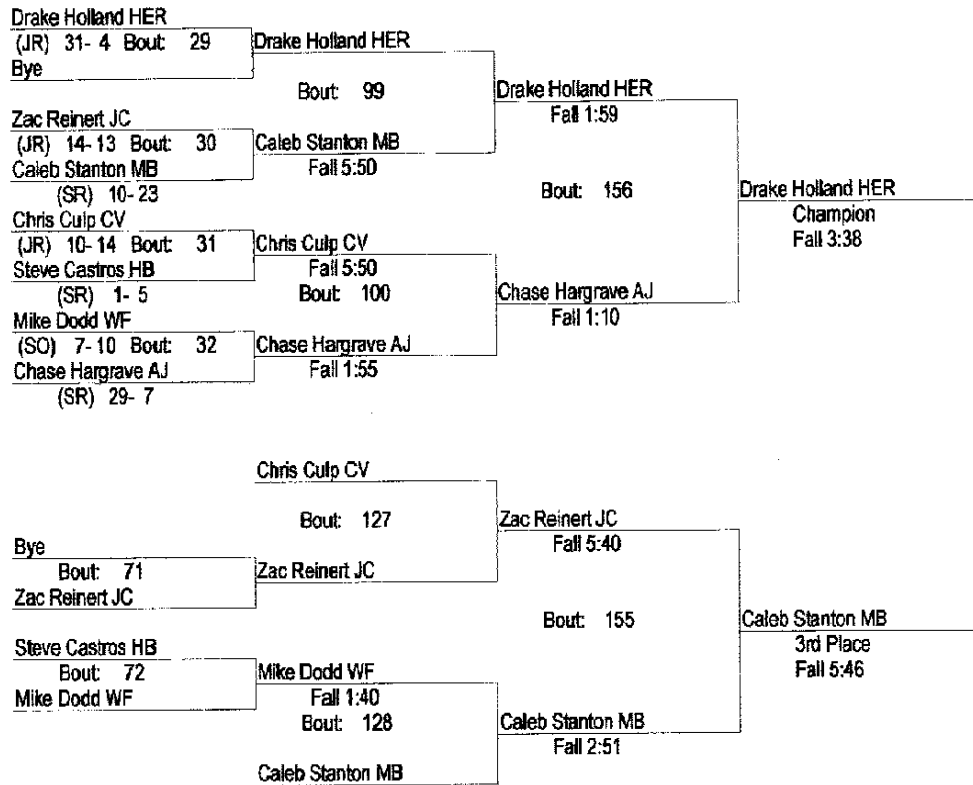 Drake Holland HER
(JR) 31- 4 Bout: 29
Bye
Drake Holland HER
Bout: 99
Zac Reinert JC
(JR) 14- 13 Bout: 30
Caleb Stanton MB
(SR) 10- 23
Caleb Stanton MB
Fall 5:50
Drake Holland HER
Fall 1:59
Bout: 156
Chris Culp CV
(JR) 10- 14 Bout: 31
Steve Castros HB
(SR) 1- 5
Chris Culp CV
Fall 5:50
Bout: 100
Mike Dodd WF
(SO) 7- 10 Bout: 32
Chase Hargrave AJ
(SR) 29- 7
Chase Hargrave AJ
Fall 1:55
Chase Hargrave AJ
Fall 1:10
Drake Holland HER
Champion
Fall 3:38
Chris Culp CV
Bout: 127
Bye
Bout: 71
Zac Reinert JC
Zac Reinert JC
Zac Reinert JC
Fall 5:40
Bout: 155
Steve Castros HB
Bout: 72
Mike Dodd WF
Mike Dodd WF
Fall 1:40
Bout: 128
Caleb Stanton MB
Caleb Stanton MB
Fall 2:51
Caleb Stanton MB
3rd Place
Fall 5:46